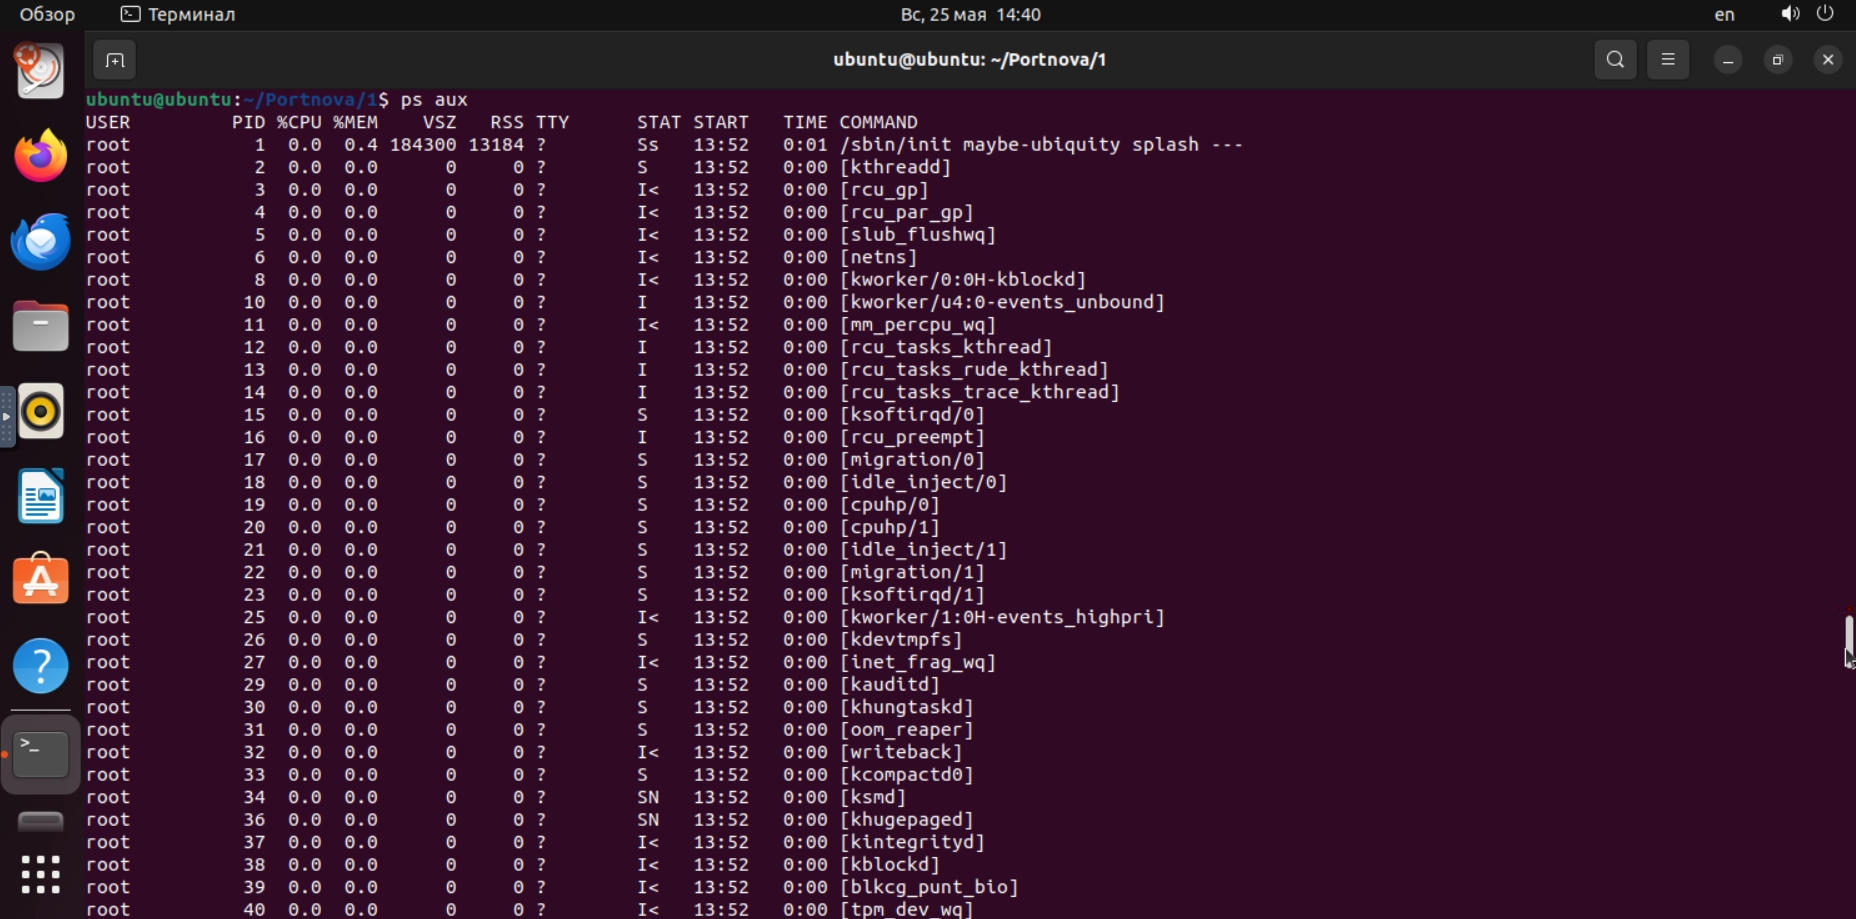 Обзор
Терминал
Вс, 25 мая 14:40
en
ubuntu@ubuntu: ~/Portnova/1
ubuntu@ubuntu:~/Portnova/1$ ps aux
USER PID %CPU %MEM VSZ RSS TTY STAT START TIME COMMAND
root 1 0.0 0.4 184300 13184 ? Ss 13:52 0:01 /sbin/init maybe-ubiquity splash ---
root 2 0.0 0.0 0 0 ? S 13:52 0:00 [kthreadd]
root 3 0.0 0.0 0 0 ? I< 13:52 0:00 [rcu_gp]
root 4 0.0 0.0 0 0 ? I< 13:52 0:00 [rcu_par_gp]
root 5 0.0 0.0 0 0 ? I< 13:52 0:00 [slub_flushwq]
root 6 0.0 0.0 0 0 ? I< 13:52 0:00 [netns]
root 8 0.0 0.0 0 0 ? I< 13:52 0:00 [kworker/0:0H-kblockd]
root 10 0.0 0.0 0 0 ? I 13:52 0:00 [kworker/u4:0-events_unbound]
root 11 0.0 0.0 0 0 ? I< 13:52 0:00 [mm_percpu_wq]
root 12 0.0 0.0 0 0 ? I 13:52 0:00 [rcu_tasks_kthread]
root 13 0.0 0.0 0 0 ? I 13:52 0:00 [rcu_tasks_rude_kthread]
root 14 0.0 0.0 0 0 ? I 13:52 0:00 [rcu_tasks_trace_kthread]
root 15 0.0 0.0 0 0 ? S 13:52 0:00 [ksoftirqd/0]
root 16 0.0 0.0 0 0 ? I 13:52 0:00 [rcu_preempt]
root 17 0.0 0.0 0 0 ? S 13:52 0:00 [migration/0]
root 18 0.0 0.0 0 0 ? S 13:52 0:00 [idle_inject/0]
root 19 0.0 0.0 0 0 ? S 13:52 0:00 [cpuhp/0]
root 20 0.0 0.0 0 0 ? S 13:52 0:00 [cpuhp/1]
root 21 0.0 0.0 0 0 ? S 13:52 0:00 [idle_inject/1]
root 22 0.0 0.0 0 0 ? S 13:52 0:00 [migration/1]
root 23 0.0 0.0 0 0 ? S 13:52 0:00 [ksoftirqd/1]
root 25 0.0 0.0 0 0 ? I< 13:52 0:00 [kworker/1:0H-events_highpri]
root 26 0.0 0.0 0 0 ? S 13:52 0:00 [kdevtmpfs]
root 27 0.0 0.0 0 0 ? I< 13:52 0:00 [inet_frag_wq]
root 29 0.0 0.0 0 0 ? S 13:52 0:00 [kauditd]
root 30 0.0 0.0 0 0 ? S 13:52 0:00 [khungtaskd]
root 31 0.0 0.0 0 0 ? S 13:52 0:00 [oom_reaper]
root 32 0.0 0.0 0 0 ? I< 13:52 0:00 [writeback]
root 33 0.0 0.0 0 0 ? S 13:52 0:00 [kcompactd0]
root 34 0.0 0.0 0 0 ? SN 13:52 0:00 [ksmd]
root 36 0.0 0.0 0 0 ? SN 13:52 0:00 [khugepaged]
root 37 0.0 0.0 0 0 ? I< 13:52 0:00 [kintegrityd]
root 38 0.0 0.0 0 0 ? I< 13:52 0:00 [kblockd]
root 39 0.0 0.0 0 0 ? I< 13:52 0:00 [blkcg_punt_bio]
root 40 0.0 0.0 0 0 ? I< 13:52 0:00 [tpm_dev_wq]